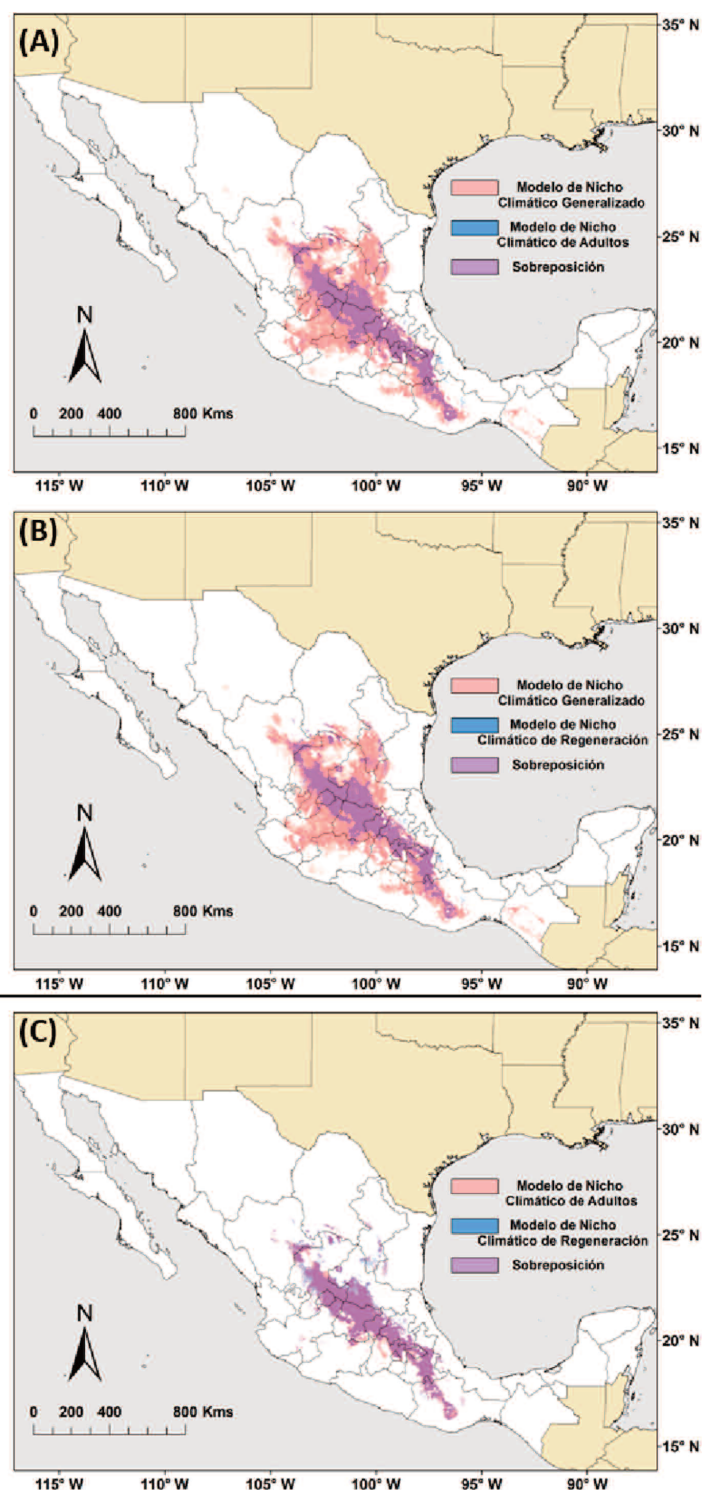 (A)
35° N
30° N
Modelo de Nicho
Climático Generalizado
Modelo de Nicho
Climático de Adultos
Sobreposición
25° N
N
20° N
0 200 400 800 Kms
15° N
115° W 110° W 105° W 100° W 95° W 90° W
(B)
35° N
30° N
Modelo de Nicho
Climático Generalizado
Modelo de Nicho
Climático de Regeneración
Sobreposición
25° N
N
20° N
0 200 400 800 Kms
15° N
115° W 110° W 105° W 100° W 95° W 90° W
(C)
35° N
30° N
Modelo de Nicho
Climático de Adultos
Modelo de Nicho
Climático de Regeneración
Sobreposición
25° N
N
20° N
0 200 400 800 Kms
15° N
115° W 110° W 105° W 100° W 95° W 90° W